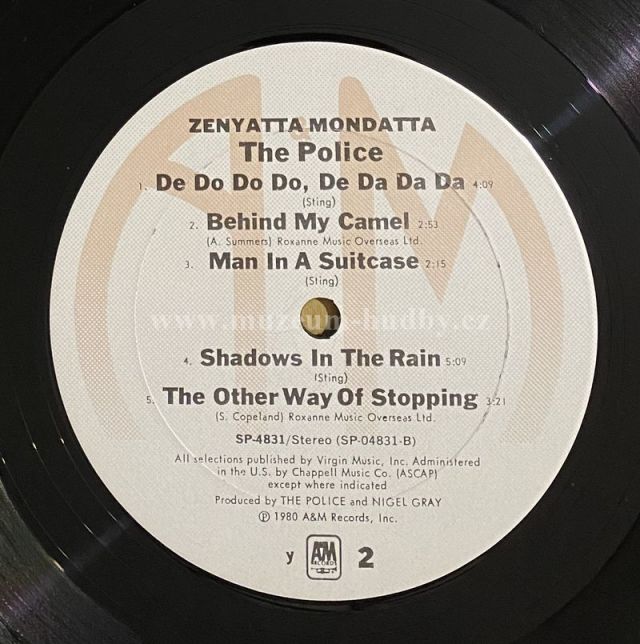 ZENYATTA MONDATTA
The Police
1. De Do Do Do, De Da Da Da 4:09
(Sting)
2. Behind My Camel 2:53
(A. Summers) Roxanne Music Overseas Ltd.
3. Man In A Suitcase 2:15
(Sting)
www.muzeum-hudby.cz
4. Shadows In The Rain 5:09
(Sting)
5. The Other Way Of Stopping 3:21
(S. Copeland) Roxanne Music Overseas Ltd.
SP-4831/Stereo (SP-04831-B)
All selections published by Virgin Music, Inc. Administered
in the U.S. by Chappell Music Co. (ASCAP)
except where indicated
Produced by THE POLICE and NIGEL GRAY
℗ 1980 A&M Records, Inc.
y A&M RECORDS 2